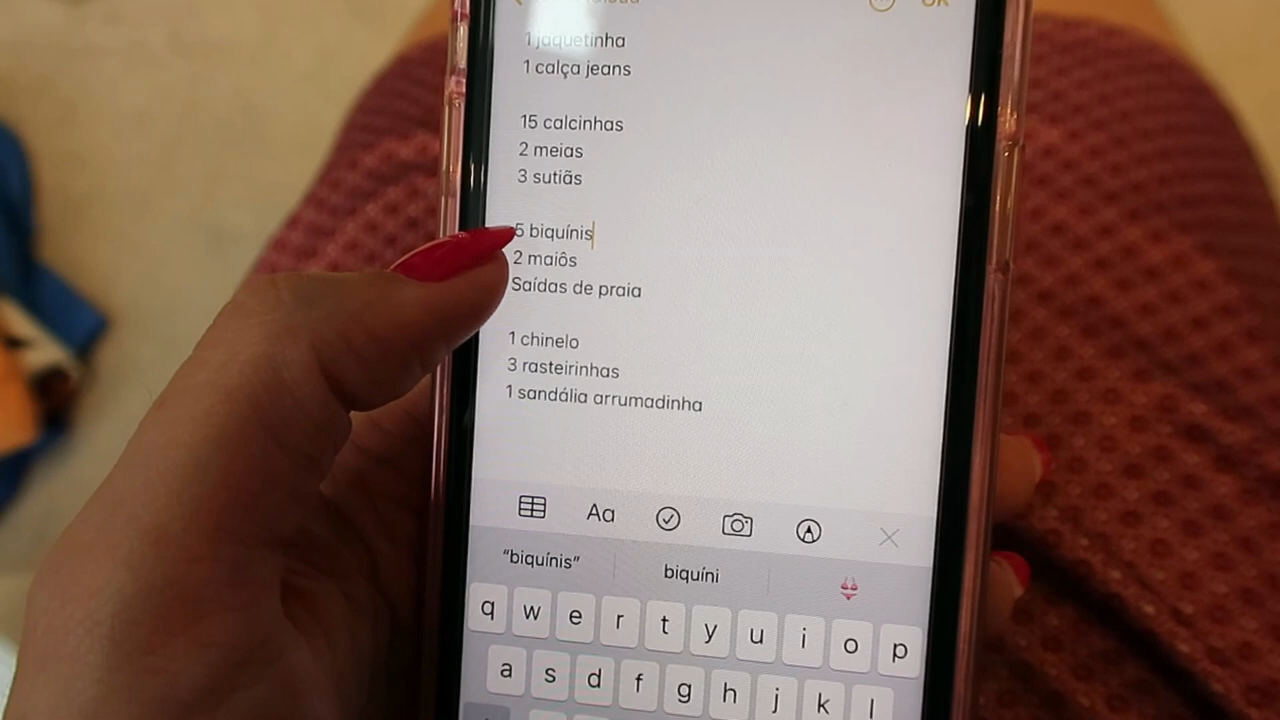 OK
1 jaquetinha
1 calça jeans
15 calcinhas
2 meias
3 sutiãs
5 biquínis
2 maiôs
Saídas de praia
1 chinelo
3 rasteirinhas
1 sandália arrumadinha
Aa
“biquínis” biquíni
q w e r t y u i o p
a s d f g h j k l